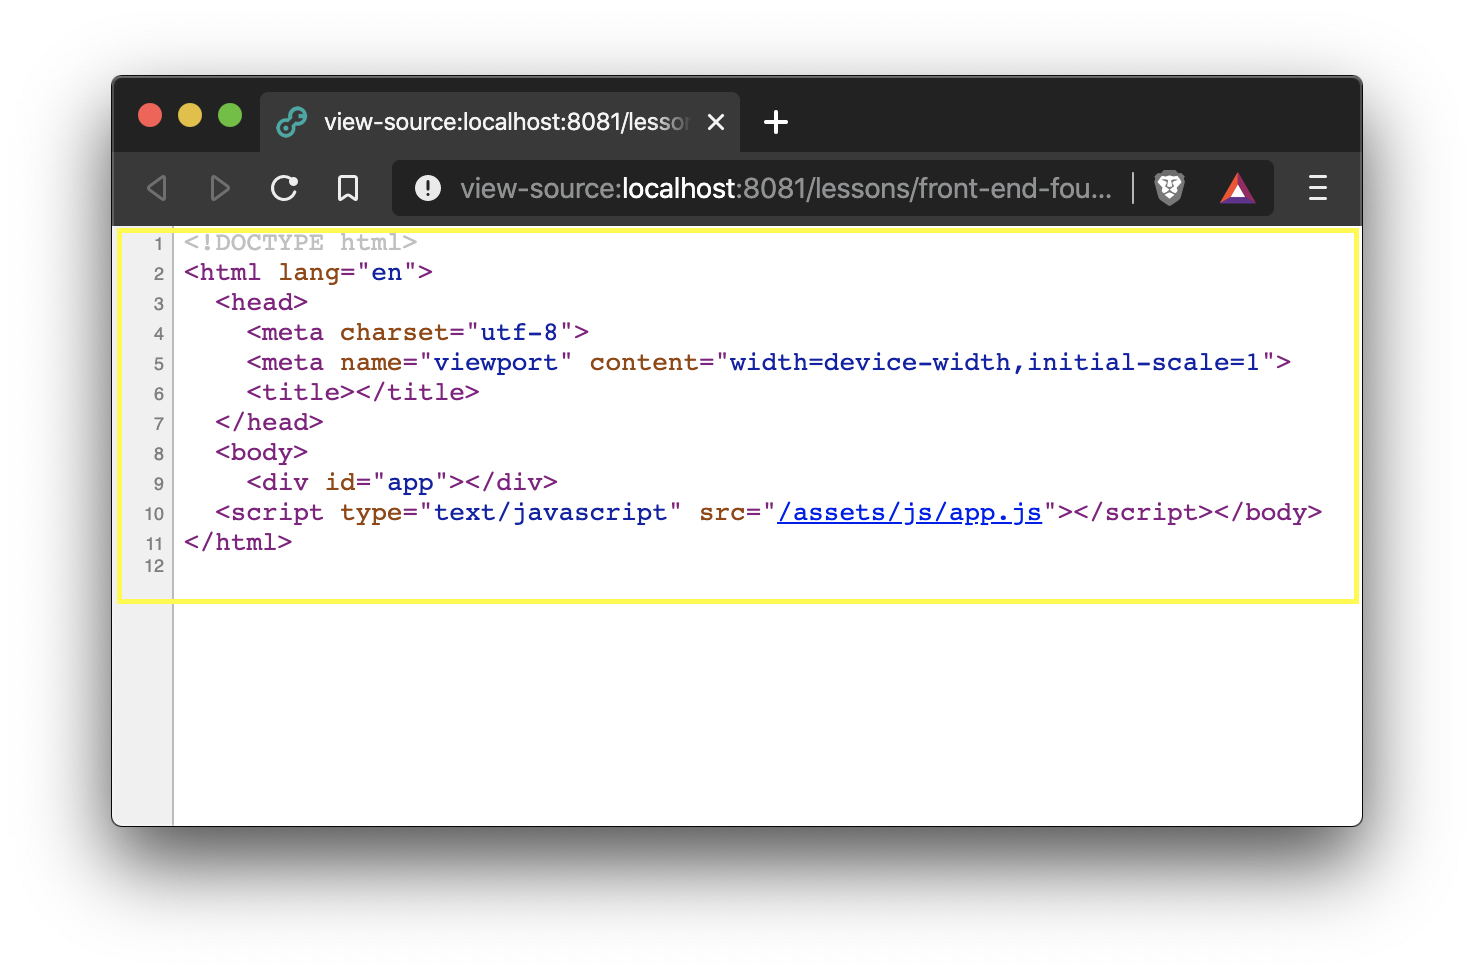 view-source:localhost:8081/lesso
view-source:localhost:8081/lessons/front-end-fou...
1 <!DOCTYPE html>
2 <html lang="en">
3   <head>
4     <meta charset="utf-8">
5     <meta name="viewport" content="width=device-width,initial-scale=1">
6     <title></title>
7   </head>
8   <body>
9     <div id="app"></div>
10   <script type="text/javascript" src="/assets/js/app.js"></script></body>
11 </html>
12